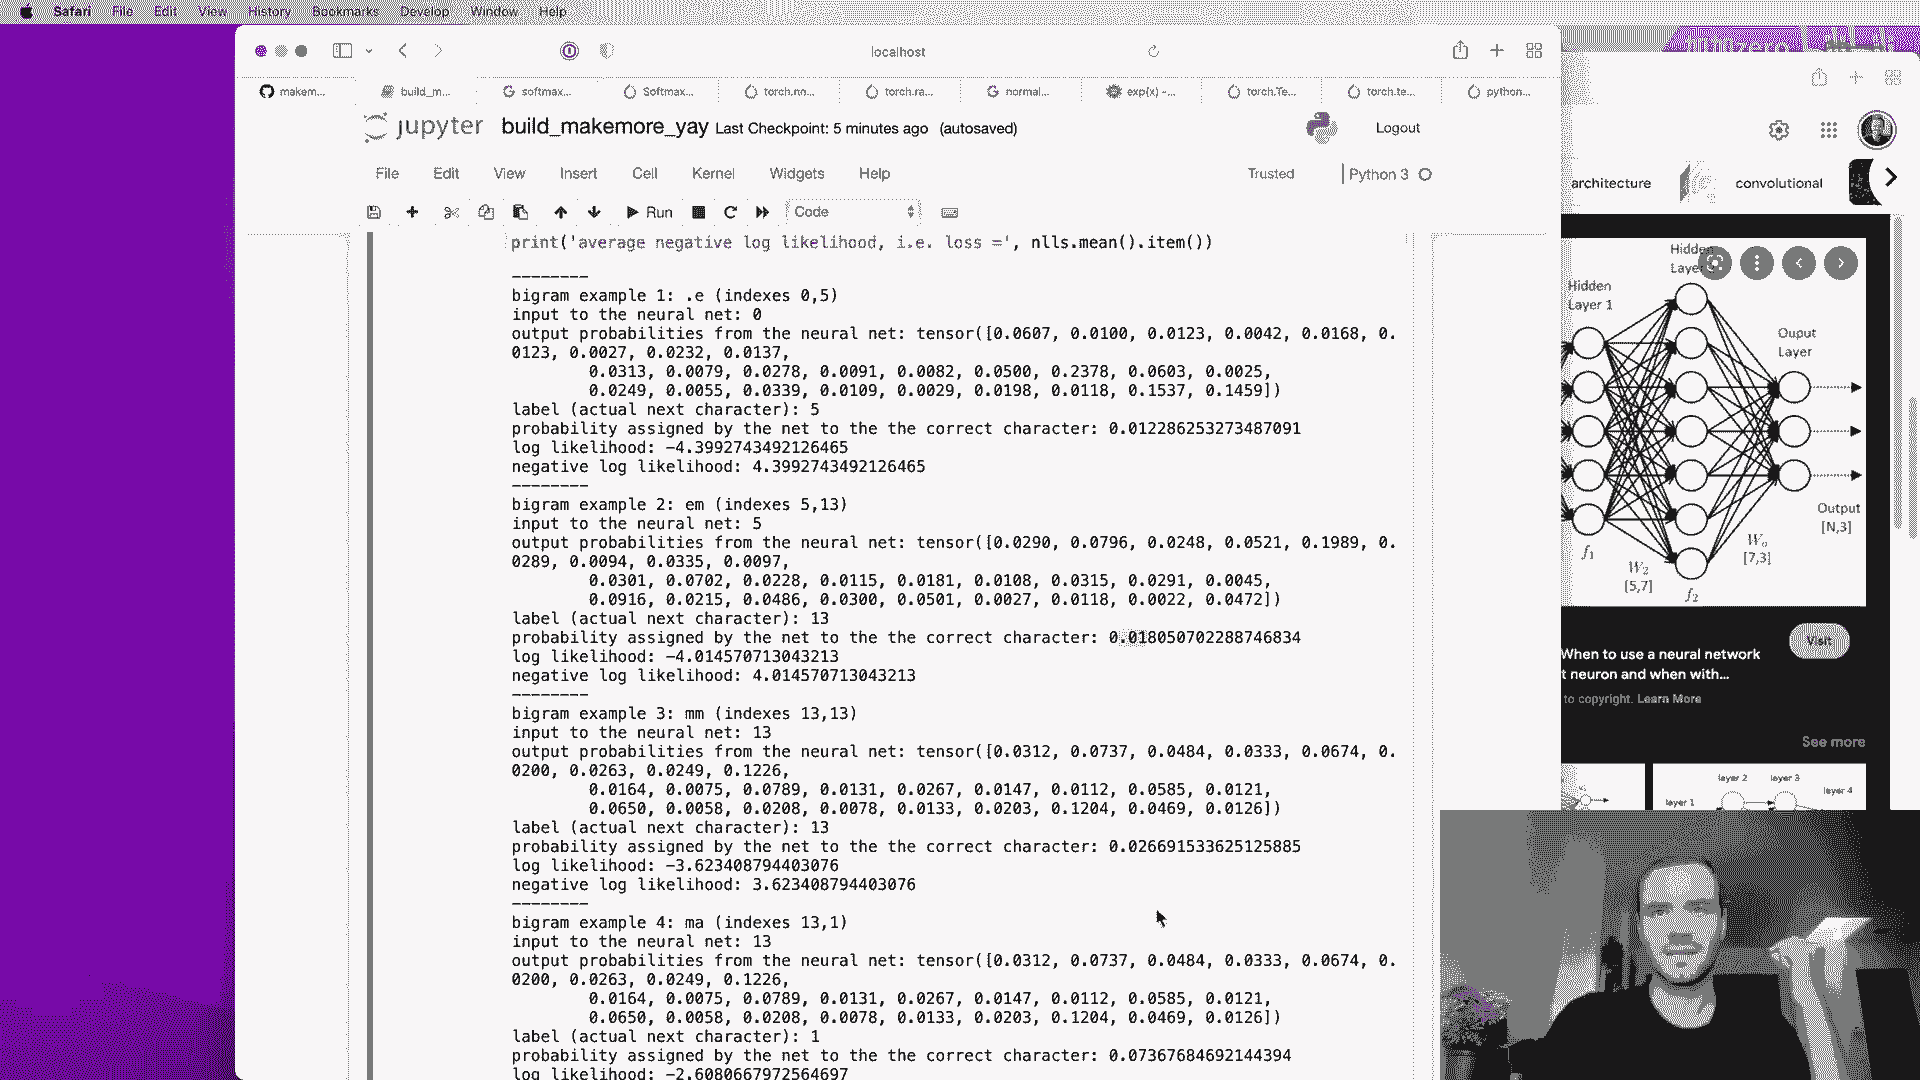 Safari File Edit View History Bookmarks Develop Window Help
localhost
makem... build_m... softmax... Softmax... torch.nn... torch.ra... normal... exp(x) -... torch.Te... torch.te... python...
jupyter build_makemore_yay Last Checkpoint: 5 minutes ago (autosaved)
Logout
File Edit View Insert Cell Kernel Widgets Help
Trusted Python 3
Run Code
print('average negative log likelihood, i.e. loss =', nlls.mean().item())
--------
bigram example 1: .e (indexes 0,5)
input to the neural net: 0
output probabilities from the neural net: tensor([0.0607, 0.0100, 0.0123, 0.0042, 0.0168, 0.
0123, 0.0027, 0.0232, 0.0137,
0.0313, 0.0079, 0.0278, 0.0091, 0.0082, 0.0500, 0.2378, 0.0603, 0.0025,
0.0249, 0.0055, 0.0339, 0.0109, 0.0029, 0.0198, 0.0118, 0.1537, 0.1459])
label (actual next character): 5
probability assigned by the net to the the correct character: 0.012286253273487091
log likelihood: -4.3992743492126465
negative log likelihood: 4.3992743492126465
--------
bigram example 2: em (indexes 5,13)
input to the neural net: 5
output probabilities from the neural net: tensor([0.0290, 0.0796, 0.0248, 0.0521, 0.1989, 0.
0289, 0.0094, 0.0335, 0.0097,
0.0301, 0.0702, 0.0228, 0.0115, 0.0181, 0.0108, 0.0315, 0.0291, 0.0045,
0.0916, 0.0215, 0.0486, 0.0300, 0.0501, 0.0027, 0.0118, 0.0022, 0.0472])
label (actual next character): 13
probability assigned by the net to the the correct character: 0.018050702288746834
log likelihood: -4.014570713043213
negative log likelihood: 4.014570713043213
--------
bigram example 3: mm (indexes 13,13)
input to the neural net: 13
output probabilities from the neural net: tensor([0.0312, 0.0737, 0.0484, 0.0333, 0.0674, 0.
0200, 0.0263, 0.0249, 0.1226,
0.0164, 0.0075, 0.0789, 0.0131, 0.0267, 0.0147, 0.0112, 0.0585, 0.0121,
0.0650, 0.0058, 0.0208, 0.0078, 0.0133, 0.0203, 0.1204, 0.0469, 0.0126])
label (actual next character): 13
probability assigned by the net to the the correct character: 0.026691533625125885
log likelihood: -3.623408794403076
negative log likelihood: 3.623408794403076
--------
bigram example 4: ma (indexes 13,1)
input to the neural net: 13
output probabilities from the neural net: tensor([0.0312, 0.0737, 0.0484, 0.0333, 0.0674, 0.
0200, 0.0263, 0.0249, 0.1226,
0.0164, 0.0075, 0.0789, 0.0131, 0.0267, 0.0147, 0.0112, 0.0585, 0.0121,
0.0650, 0.0058, 0.0208, 0.0078, 0.0133, 0.0203, 0.1204, 0.0469, 0.0126])
label (actual next character): 1
probability assigned by the net to the the correct character: 0.07367684692144394
log likelihood: -2.6080667972564697
architecture convolutional
Hidden
Layer
Hidden
Layer 1
Ouput
Layer
Output
[N,3]
f1
W2
[5,7]
f2
Wo
[7,3]
Visit
When to use a neural network
t neuron and when with...
to copyright. Learn More
See more
layer 1
layer 2
layer 3
layer 4